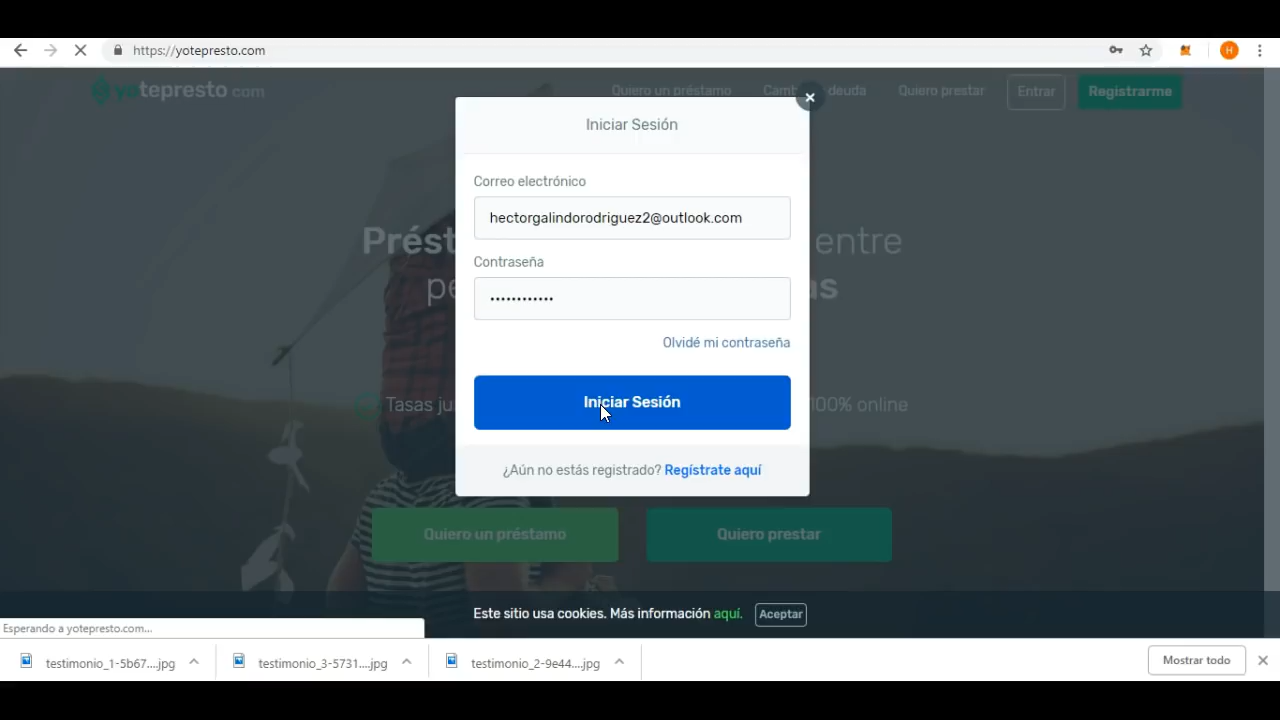 https://yotepresto.com
yotepresto com
Quiero un préstamo
deuda
Quiero prestar
Entrar
Registrarme
Iniciar Sesión
Correo electrónico
hectorgalindorodriguez2@outlook.com
Contraseña
••••••••••••
Olvidé mi contraseña
Iniciar Sesión
¿Aún no estás registrado? Regístrate aquí
entre
Tasas
100% online
Quiero un préstamo
Quiero prestar
Este sitio usa cookies. Más información aquí.
Aceptar
Esperando a yotepresto.com...
testimonio_1-5b67....jpg
testimonio_3-5731....jpg
testimonio_2-9e44....jpg
Mostrar todo
H